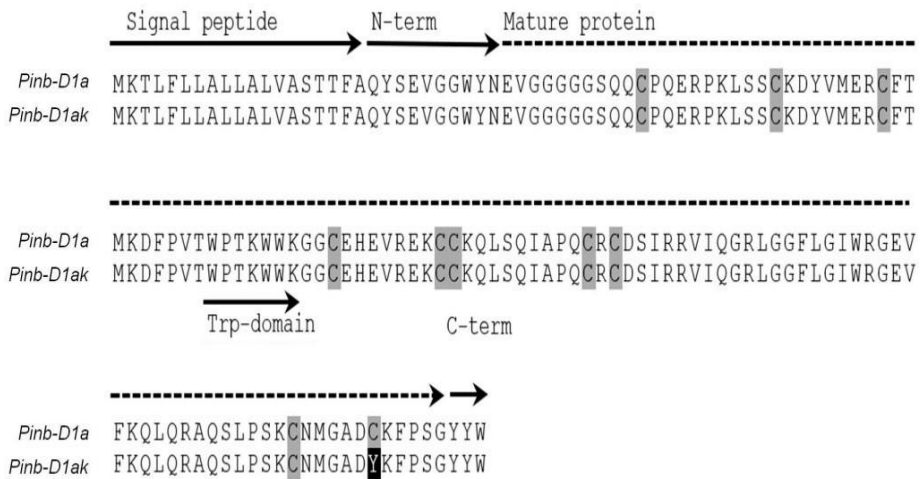 Signal peptide N-term Mature protein
Pinb-D1a MKTLFLLALLALVASTTFAQYSEVGGWYNEVGGGGGSQQCPQERPKLSSCKDYVMERCFT
Pinb-D1ak MKTLFLLALLALVASTTFAQYSEVGGWYNEVGGGGGSQQCPQERPKLSSCKDYVMERCFT
Pinb-D1a MKDFPVTWPTKWWKGGCEHEVREKCCKQLSQIAPQCRCDSIRRVIQGRLGGFLGIWRGEV
Pinb-D1ak MKDFPVTWPTKWWKGGCEHEVREKCCKQLSQIAPQCRCDSIRRVIQGRLGGFLGIWRGEV
Trp-domain C-term
Pinb-D1a FKQLQRAQSLPSKCNMGADCKFPSGYYW
Pinb-D1ak FKQLQRAQSLPSKCNMGADYKFPSGYYW